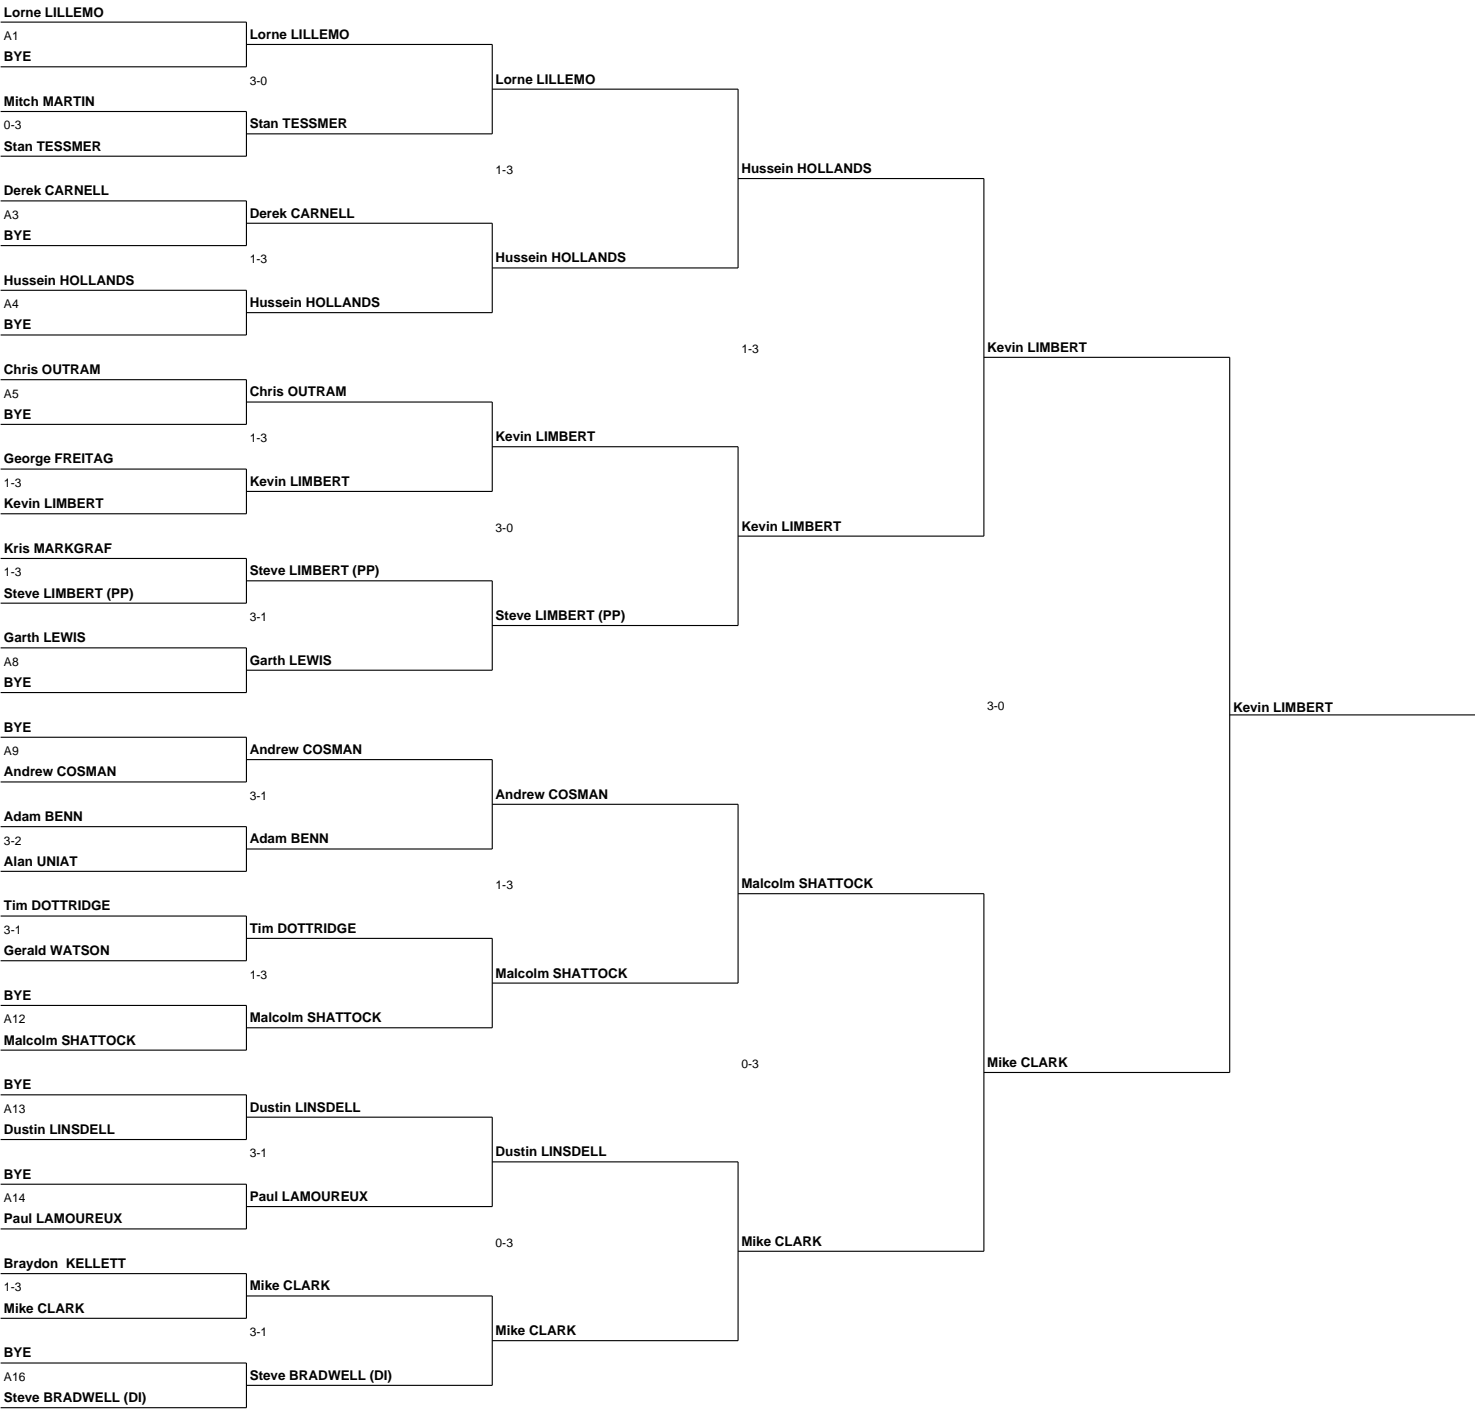 Lorne LILLEMO
A1
BYE
Mitch MARTIN
0-3
Stan TESSMER
Derek CARNELL
A3
BYE
Hussein HOLLANDS
A4
BYE
Chris OUTRAM
A5
BYE
George FREITAG
1-3
Kevin LIMBERT
Kris MARKGRAF
1-3
Steve LIMBERT (PP)
Garth LEWIS
A8
BYE
BYE
A9
Andrew COSMAN
Adam BENN
3-2
Alan UNIAT
Tim DOTTRIDGE
3-1
Gerald WATSON
BYE
A12
Malcolm SHATTOCK
BYE
A13
Dustin LINSDELL
BYE
A14
Paul LAMOUREUX
Braydon  KELLETT
1-3
Mike CLARK
BYE
A16
Steve BRADWELL (DI)
Lorne LILLEMO
3-0
Stan TESSMER
Derek CARNELL
1-3
Hussein HOLLANDS
Chris OUTRAM
1-3
Kevin LIMBERT
Steve LIMBERT (PP)
3-1
Garth LEWIS
Andrew COSMAN
3-1
Adam BENN
Tim DOTTRIDGE
1-3
Malcolm SHATTOCK
Dustin LINSDELL
3-1
Paul LAMOUREUX
Mike CLARK
3-1
Steve BRADWELL (DI)
Lorne LILLEMO
1-3
Hussein HOLLANDS
Kevin LIMBERT
3-0
Steve LIMBERT (PP)
Andrew COSMAN
1-3
Malcolm SHATTOCK
Dustin LINSDELL
0-3
Mike CLARK
Hussein HOLLANDS
1-3
Kevin LIMBERT
Malcolm SHATTOCK
0-3
Mike CLARK
Kevin LIMBERT
3-0
Mike CLARK
Kevin LIMBERT